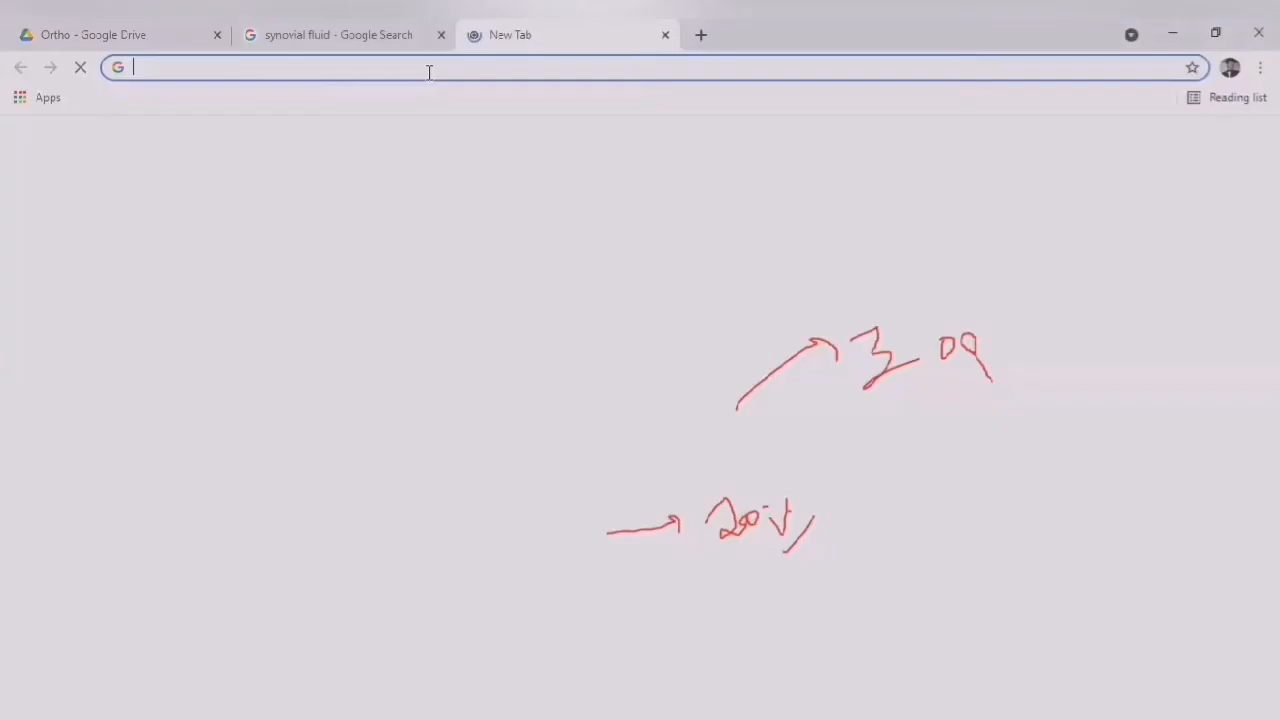 Ortho - Google Drive
synovial fluid - Google Search
New Tab
Apps
Reading list